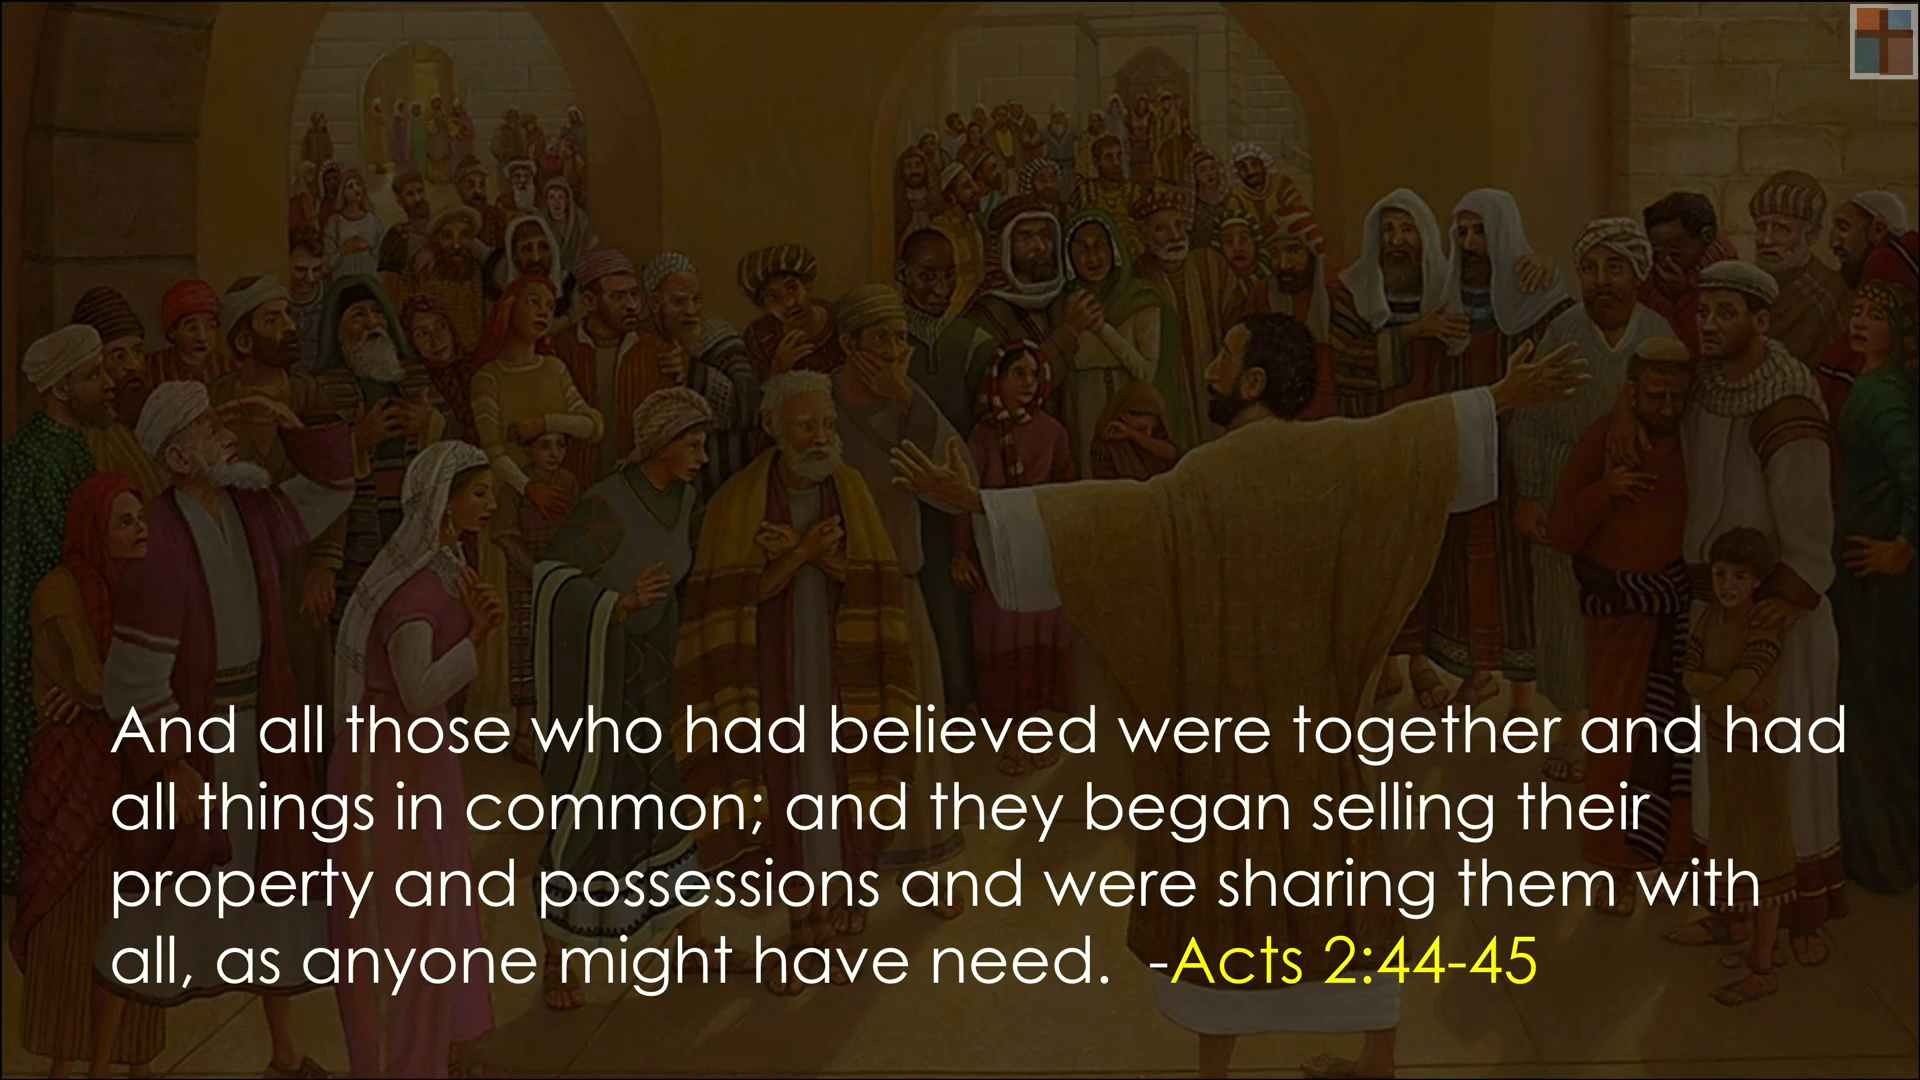 And all those who had believed were together and had
all things in common; and they began selling their
property and possessions and were sharing them with
all, as anyone might have need.  -Acts 2:44-45